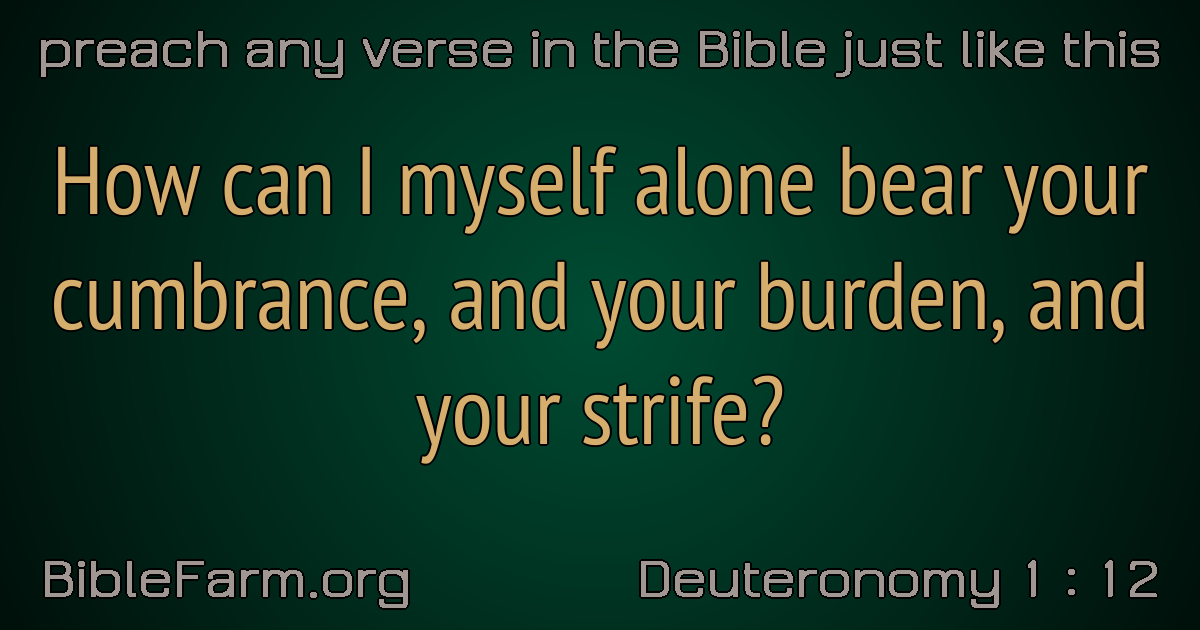 preach any verse in the Bible just like this
How can I myself alone bear your
cumbrance, and your burden, and
your strife?
BibleFarm.org
Deuteronomy 1 : 12